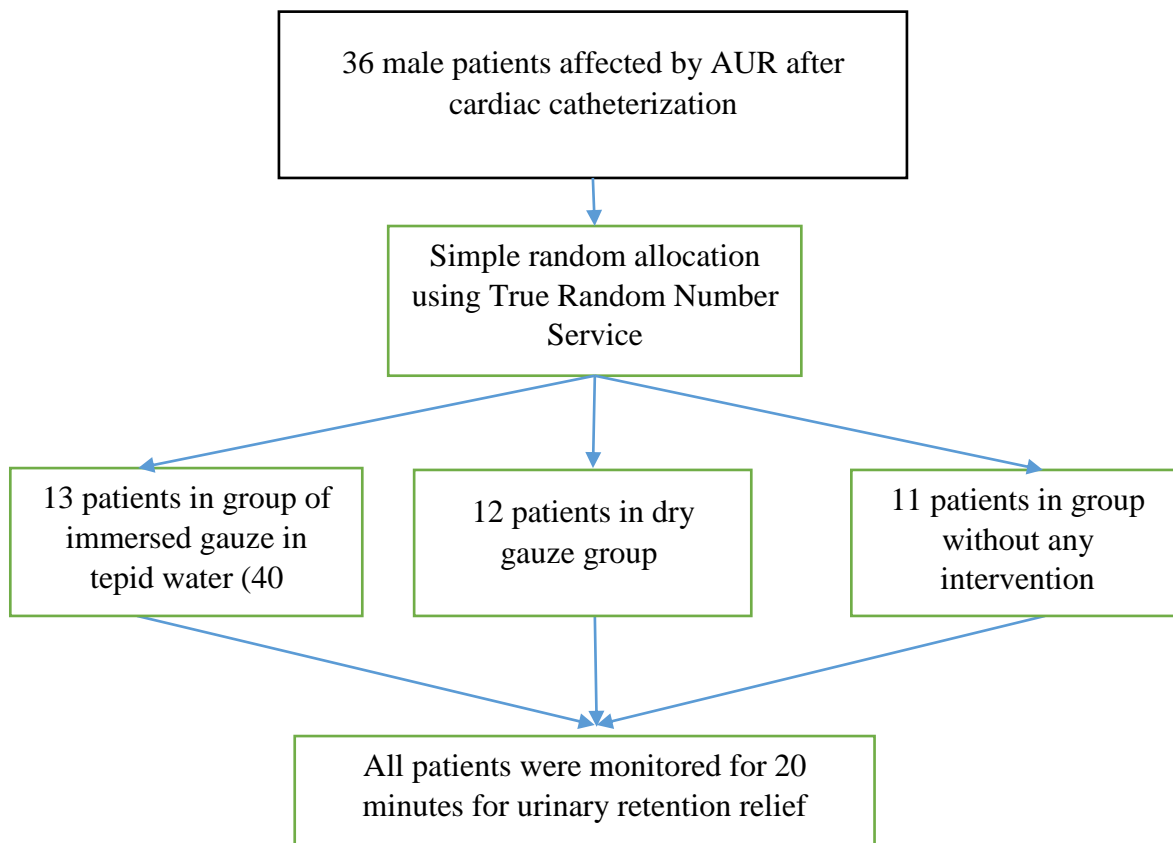 36 male patients affected by AUR after
cardiac catheterization
Simple random allocation
using True Random Number
Service
13 patients in group of
immersed gauze in
tepid water (40
12 patients in dry
gauze group
11 patients in group
without any
intervention
All patients were monitored for 20
minutes for urinary retention relief